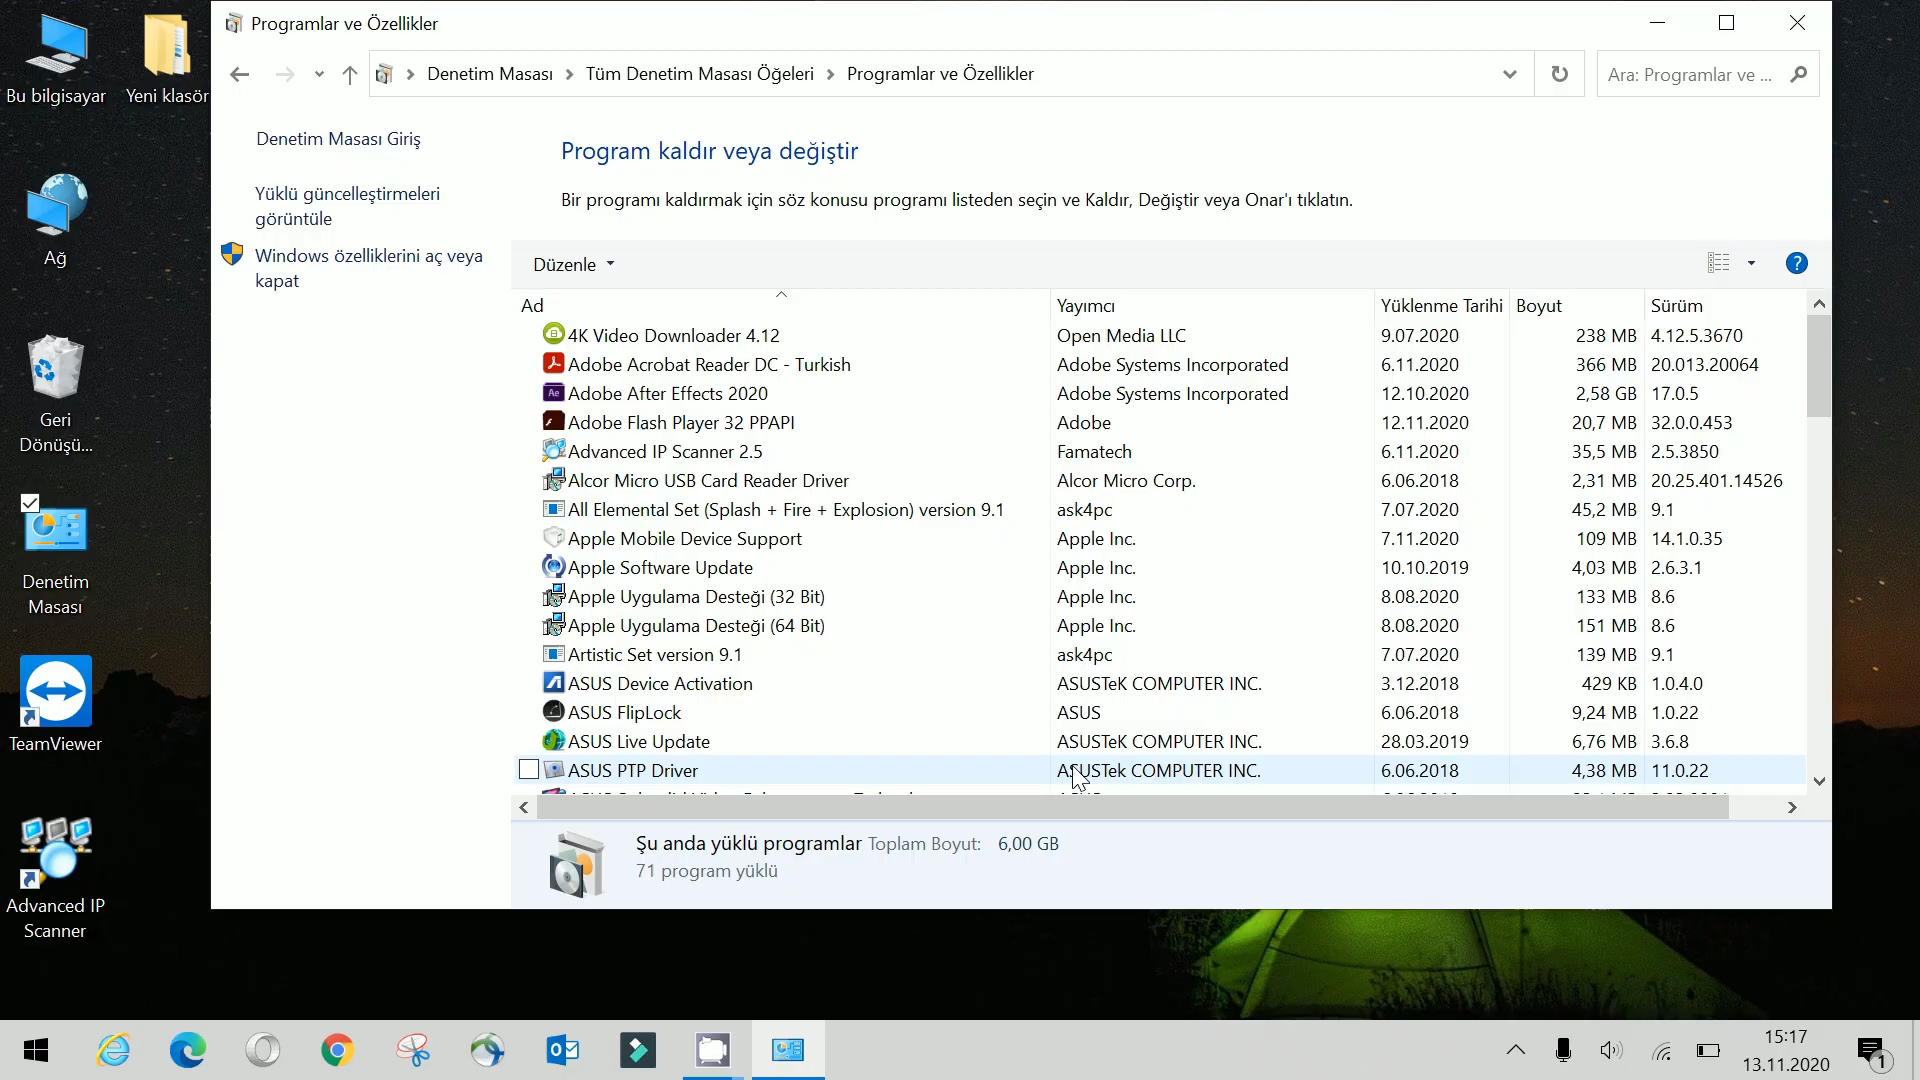 Bu bilgisayar
Yeni klasör
Ağ
Geri
Dönüşü...
Denetim
Masası
TeamViewer
Advanced IP
Scanner
Programlar ve Özellikler
Denetim Masası > Tüm Denetim Masası Öğeleri > Programlar ve Özellikler
Ara: Programlar ve ...
Denetim Masası Giriş
Yüklü güncelleştirmeleri
görüntüle
Windows özelliklerini aç veya
kapat
Program kaldır veya değiştir
Bir programı kaldırmak için söz konusu programı listeden seçin ve Kaldır, Değiştir veya Onar'ı tıklatın.
Düzenle
?
Ad Yayımcı Yüklenme Tarihi Boyut Sürüm
4K Video Downloader 4.12 Open Media LLC 9.07.2020 238 MB 4.12.5.3670
Adobe Acrobat Reader DC - Turkish Adobe Systems Incorporated 6.11.2020 366 MB 20.013.20064
Ae Adobe After Effects 2020 Adobe Systems Incorporated 12.10.2020 2,58 GB 17.0.5
Adobe Flash Player 32 PPAPI Adobe 12.11.2020 20,7 MB 32.0.0.453
Advanced IP Scanner 2.5 Famatech 6.11.2020 35,5 MB 2.5.3850
Alcor Micro USB Card Reader Driver Alcor Micro Corp. 6.06.2018 2,31 MB 20.25.401.14526
All Elemental Set (Splash + Fire + Explosion) version 9.1 ask4pc 7.07.2020 45,2 MB 9.1
Apple Mobile Device Support Apple Inc. 7.11.2020 109 MB 14.1.0.35
Apple Software Update Apple Inc. 10.10.2019 4,03 MB 2.6.3.1
Apple Uygulama Desteği (32 Bit) Apple Inc. 8.08.2020 133 MB 8.6
Apple Uygulama Desteği (64 Bit) Apple Inc. 8.08.2020 151 MB 8.6
Artistic Set version 9.1 ask4pc 7.07.2020 139 MB 9.1
ASUS Device Activation ASUSTeK COMPUTER INC. 3.12.2018 429 KB 1.0.4.0
ASUS FlipLock ASUS 6.06.2018 9,24 MB 1.0.22
ASUS Live Update ASUSTeK COMPUTER INC. 28.03.2019 6,76 MB 3.6.8
ASUS PTP Driver ASUSTek COMPUTER INC. 6.06.2018 4,38 MB 11.0.22
Şu anda yüklü programlar Toplam Boyut: 6,00 GB
71 program yüklü
15:17
13.11.2020
1